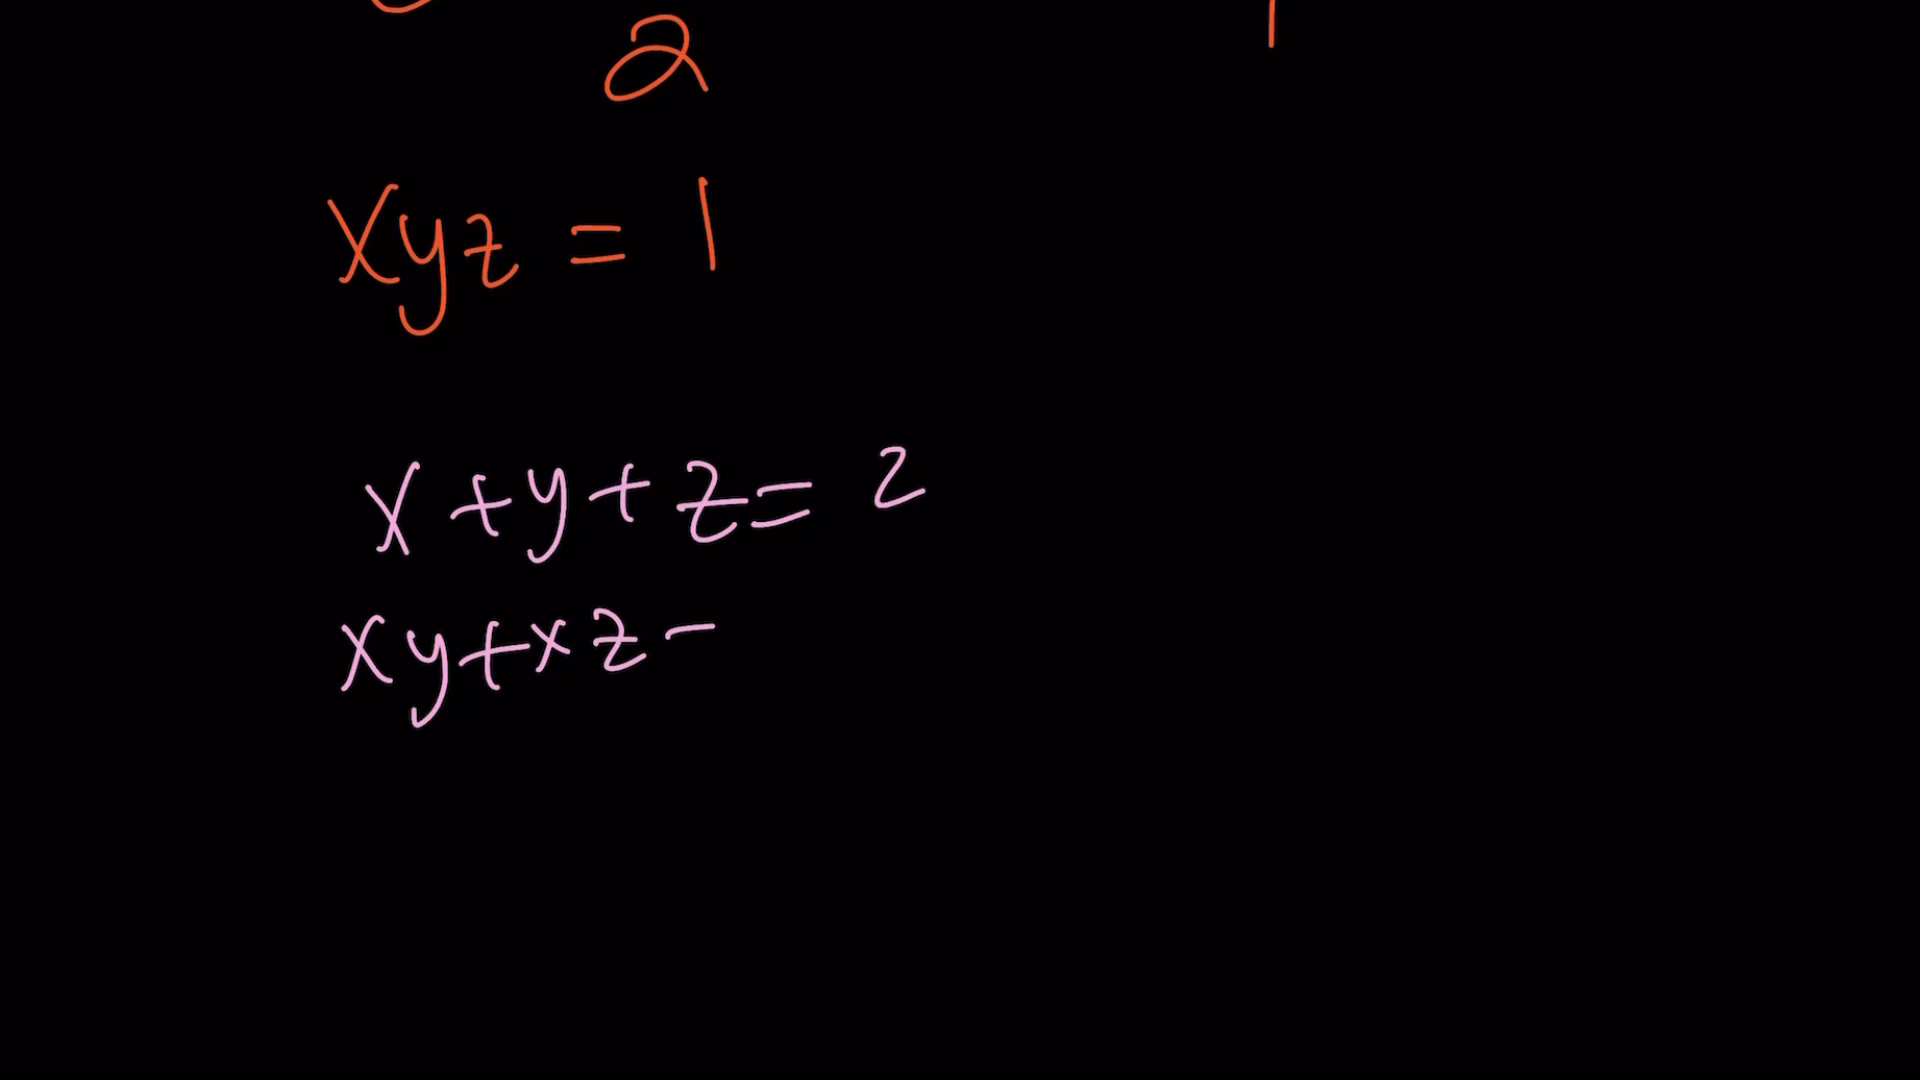 2
xyz = 1
x + y + z = 2
xy + xz -